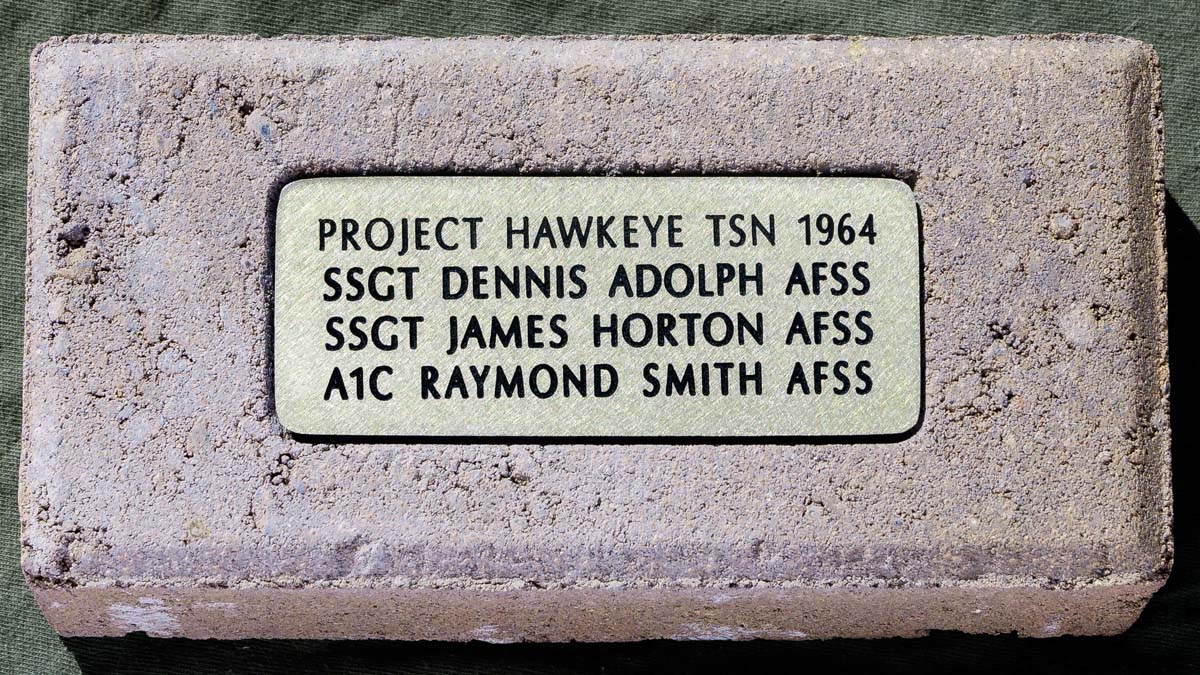 PROJECT HAWKEYE TSN 1964
SSGT DENNIS ADOLPH AFSS
SSGT JAMES HORTON AFSS
A1C RAYMOND SMITH AFSS